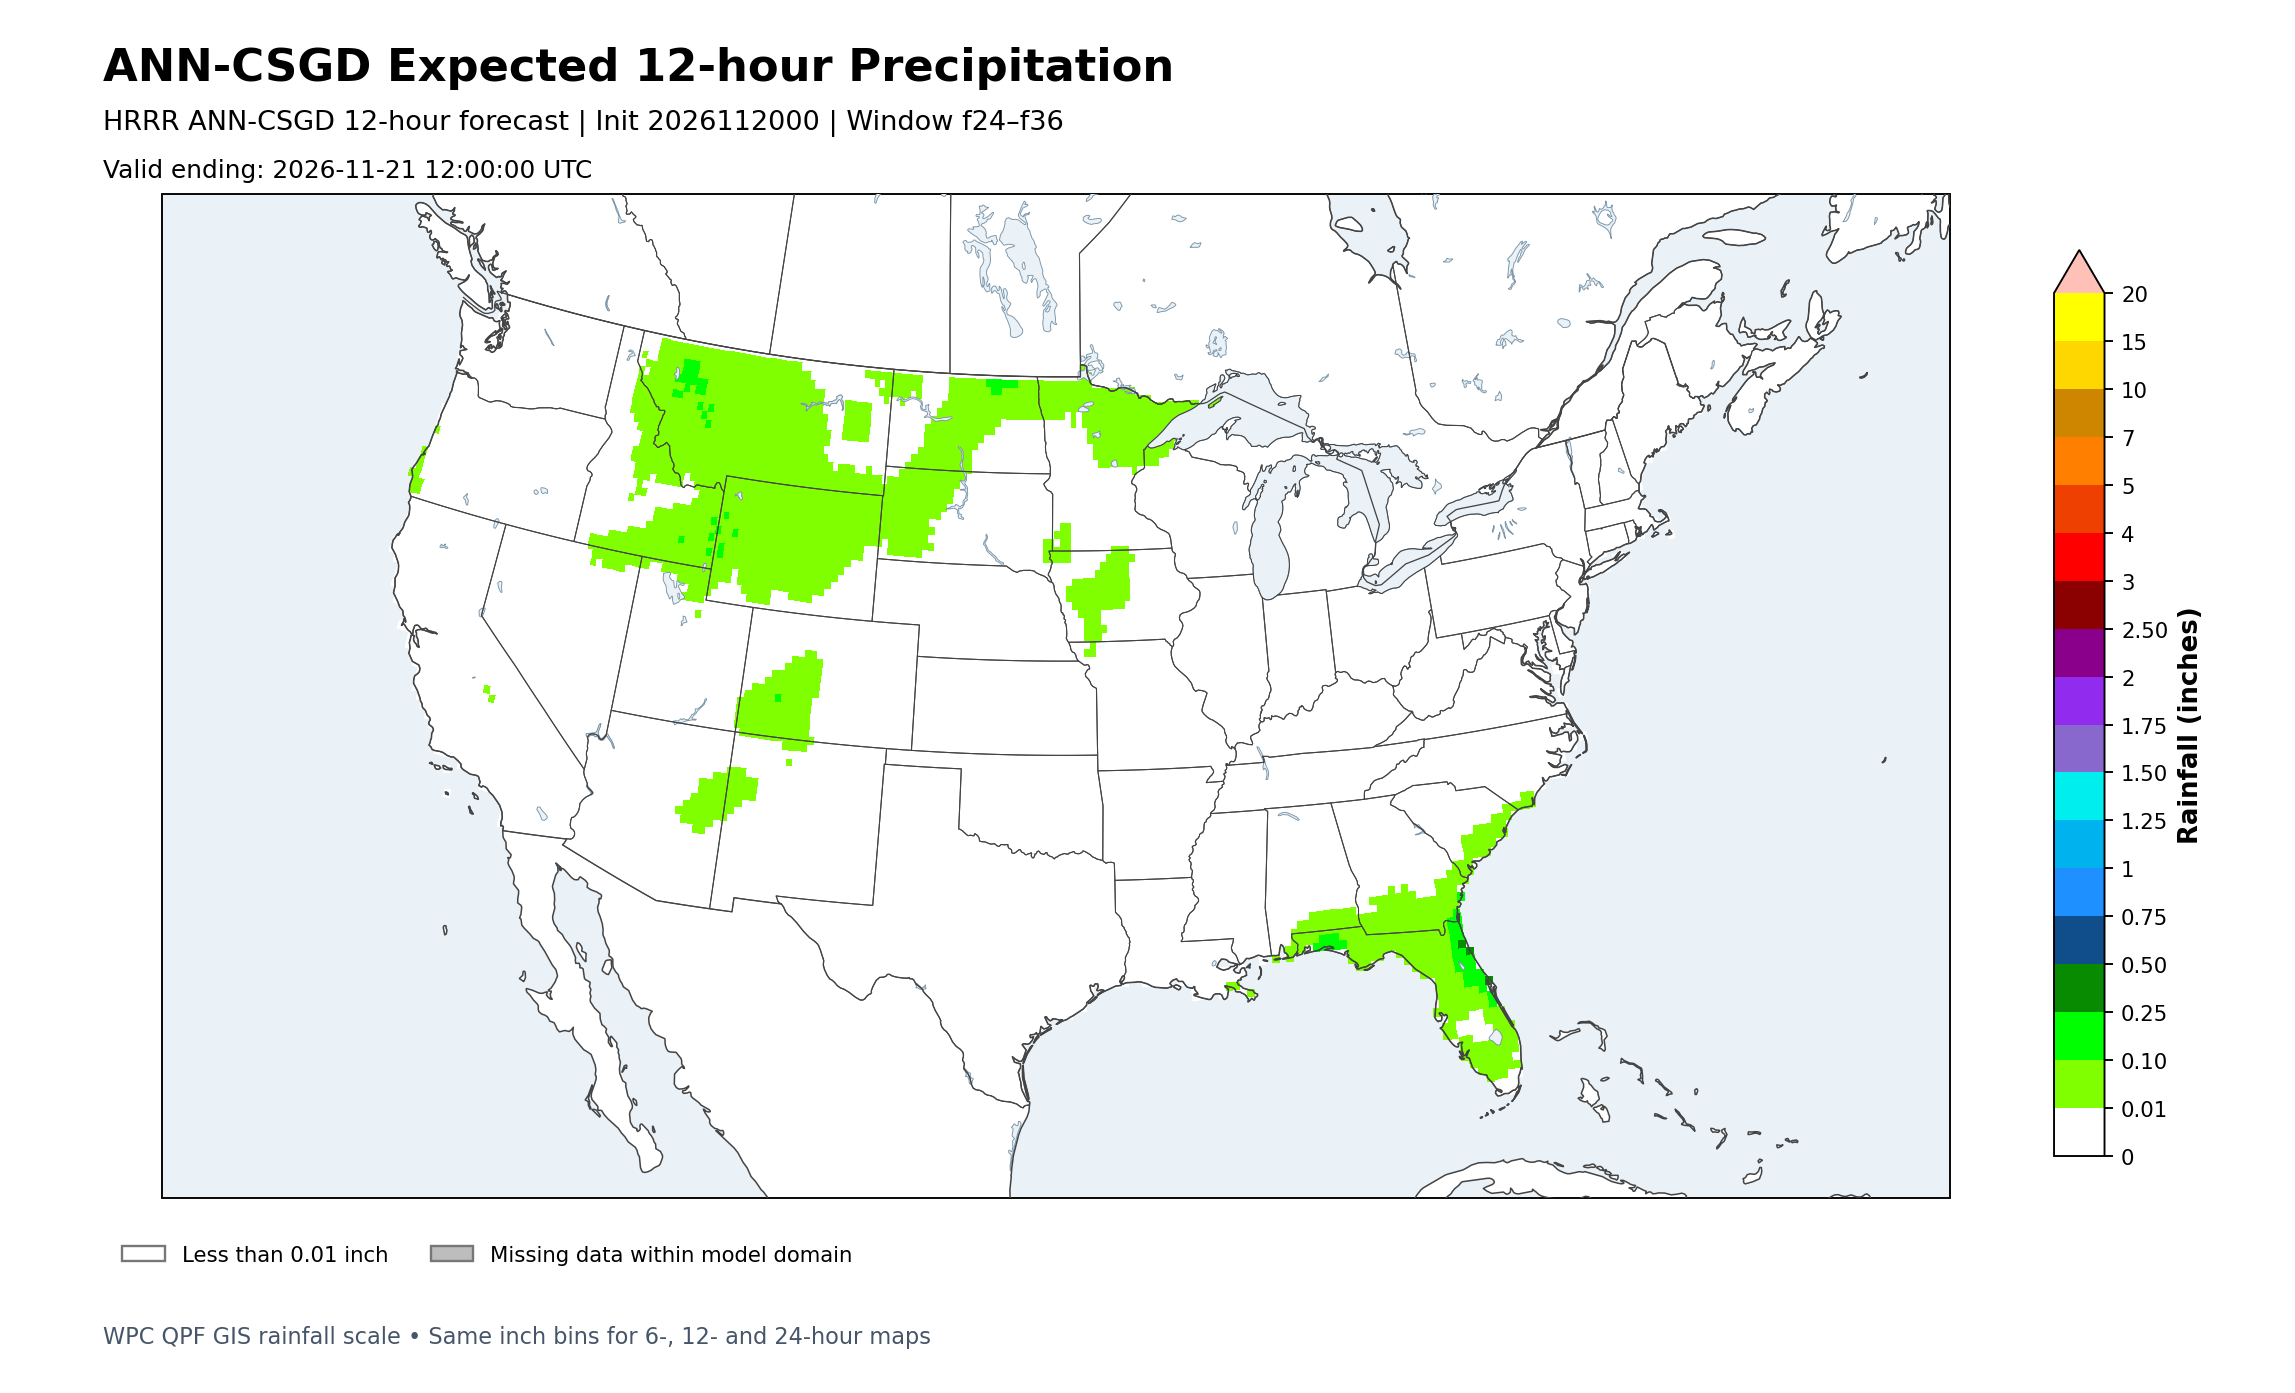 ANN-CSGD Expected 12-hour Precipitation
HRRR ANN-CSGD 12-hour forecast | Init 2026112000 | Window f24–f36
Valid ending: 2026-11-21 12:00:00 UTC
20
15
10
7
5
4
3
2.50
2
1.75
1.50
1.25
1
0.75
0.50
0.25
0.10
0.01
0
Rainfall (inches)
Less than 0.01 inch
Missing data within model domain
WPC QPF GIS rainfall scale • Same inch bins for 6-, 12- and 24-hour maps